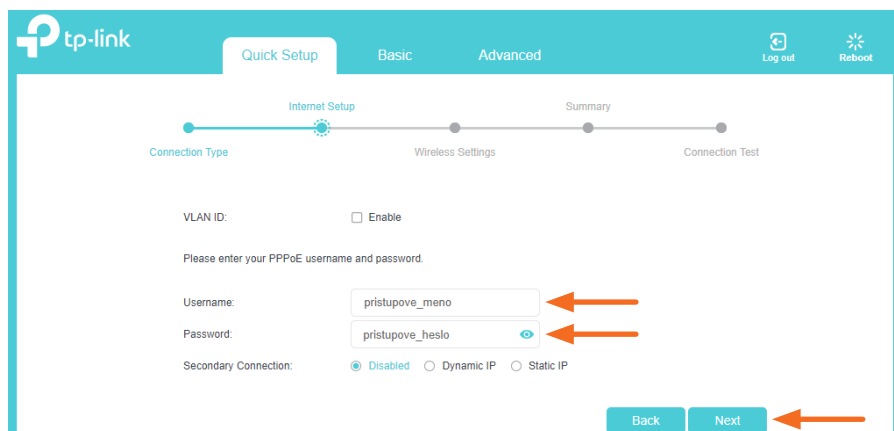 tp-link
Quick Setup Basic Advanced
Log out Reboot
Internet Setup Summary
Connection Type Wireless Settings Connection Test
VLAN ID: Enable
Please enter your PPPoE username and password.
Username: pristupove_meno
Password: pristupove_heslo
Secondary Connection: Disabled Dynamic IP Static IP
Back Next